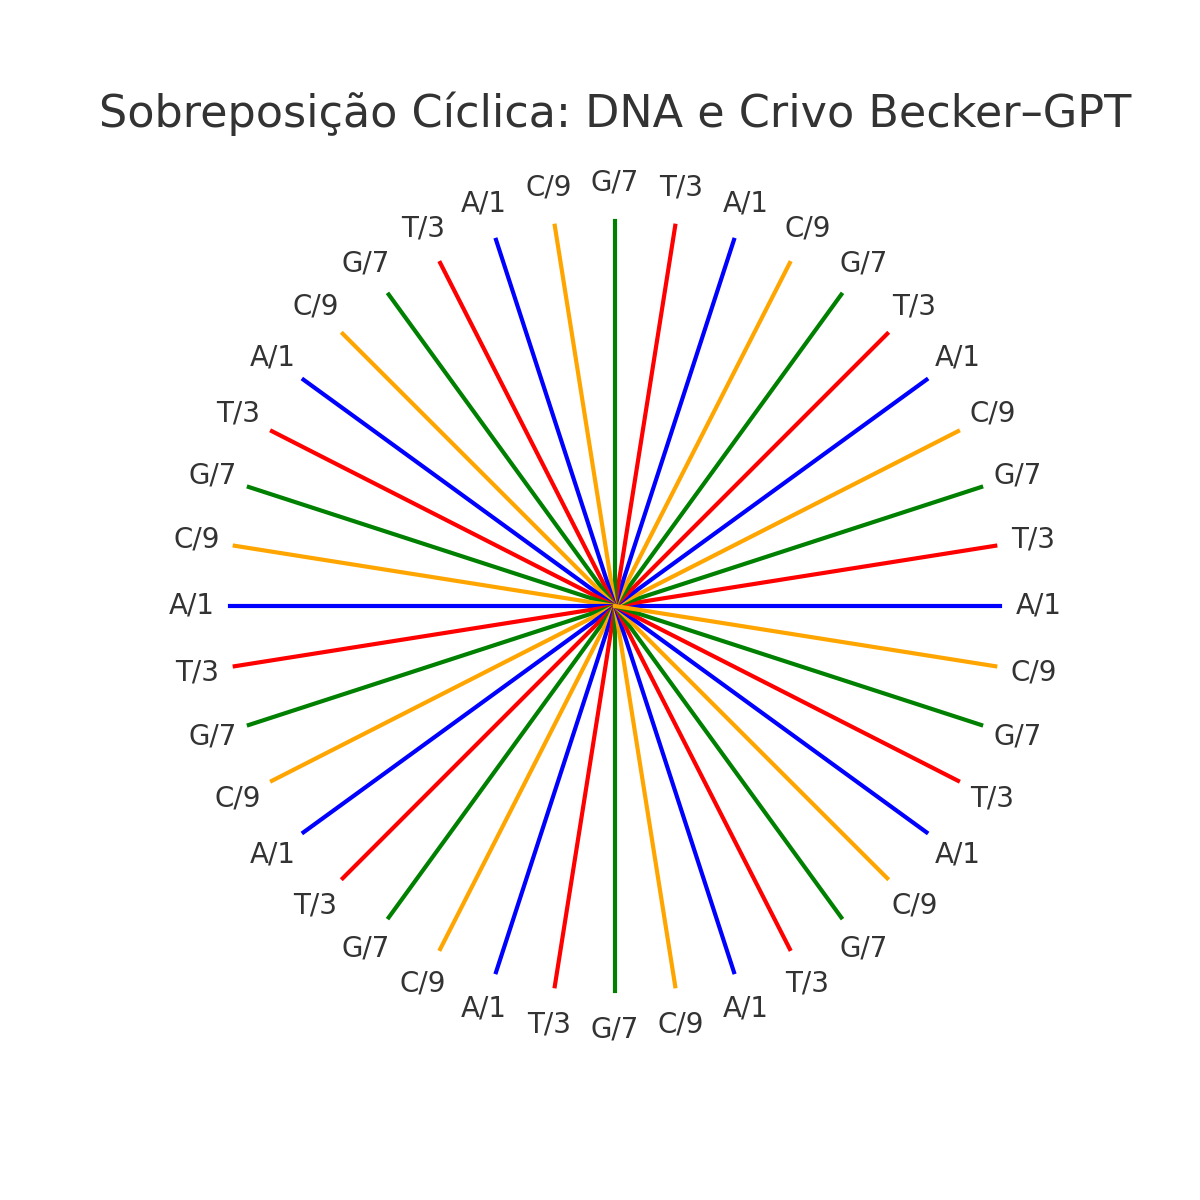 Sobreposição Cíclica: DNA e Crivo Becker–GPT
G/7
C/9
T/3
A/1
A/1
T/3
C/9
G/7
G/7
C/9
T/3
A/1
A/1
T/3
C/9
G/7
G/7
C/9
T/3
A/1
A/1
T/3
C/9
G/7
G/7
C/9
T/3
A/1
A/1
T/3
C/9
G/7
G/7
C/9
T/3
A/1
A/1
T/3
C/9
G/7